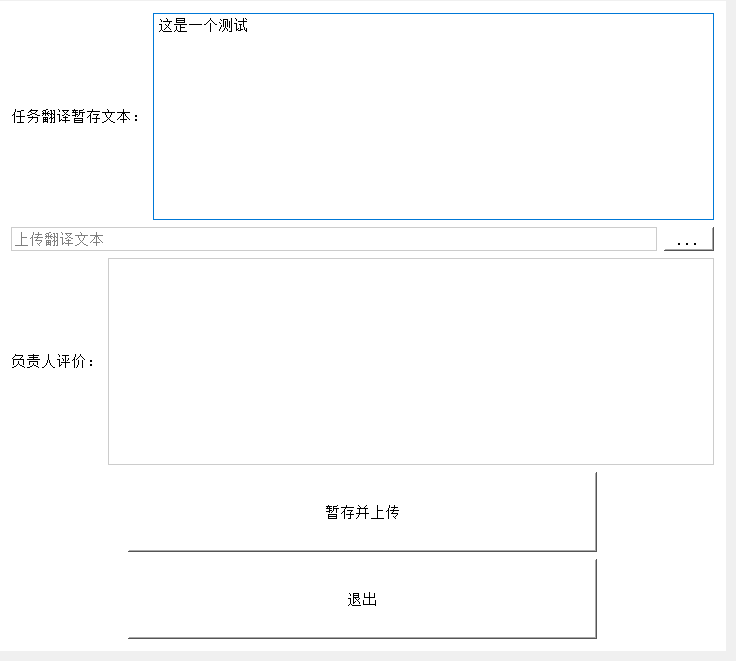 这是一个测试
任务翻译暂存文本：
上传翻译文本
...
负责人评价：
暂存并上传
退出